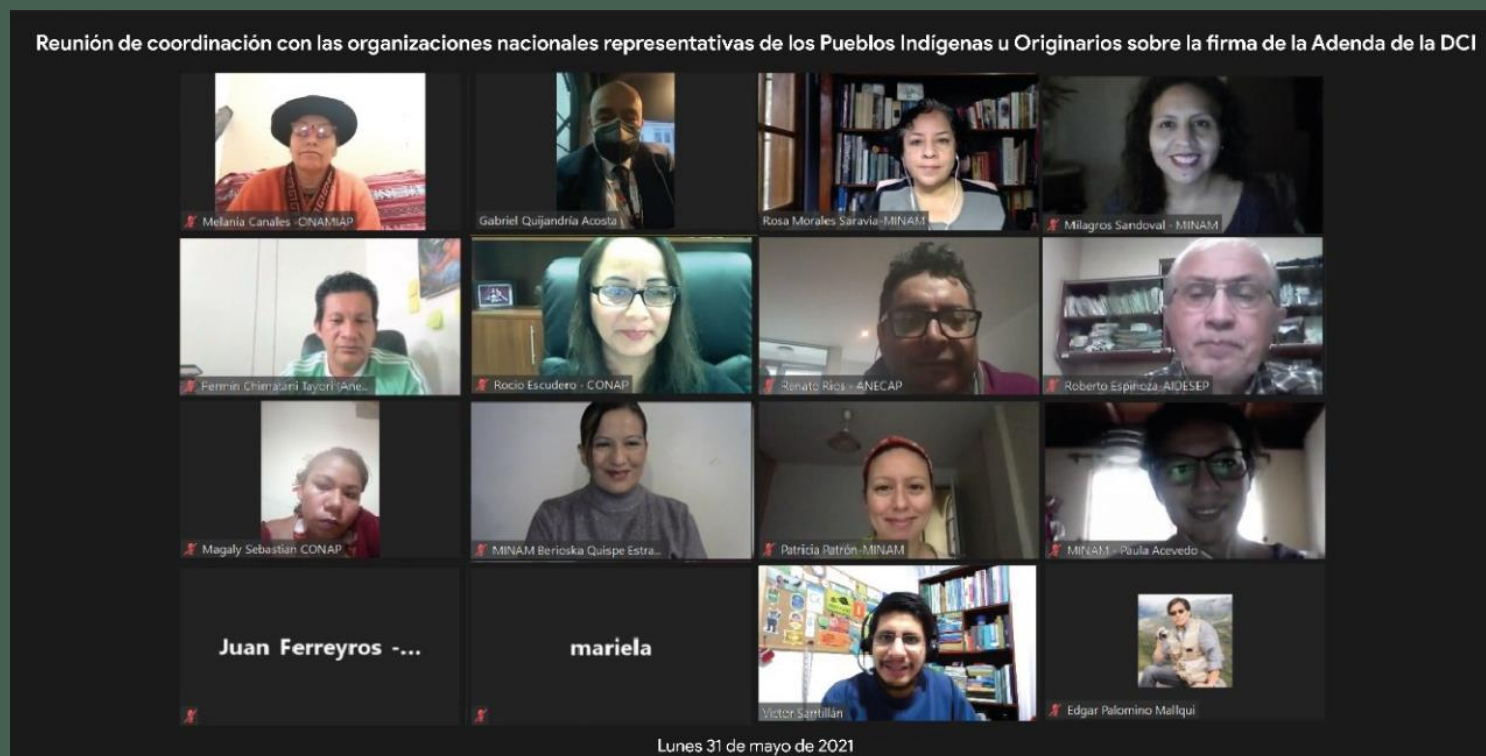 Reunión de coordinación con las organizaciones nacionales representativas de los Pueblos Indígenas u Originarios sobre la firma de la Adenda de la DCI
Melania Canales -ONAMIAP
Gabriel Quijandría Acosta
Rosa Morales Saravia-MINAM
Milagros Sandoval - MINAM
Fermin Chimatani Tayori (Ane...
Rocio Escudero - CONAP
Renato Rios - ANECAP
Roberto Espinoza-AIDESEP
Magaly Sebastian CONAP
MINAM Berioska Quispe Estra...
Patricia Patrón-MINAM
MINAM - Paula Acevedo
Juan Ferreyros -...
mariela
Victor Santillán
Edgar Palomino Mallqui
Lunes 31 de mayo de 2021